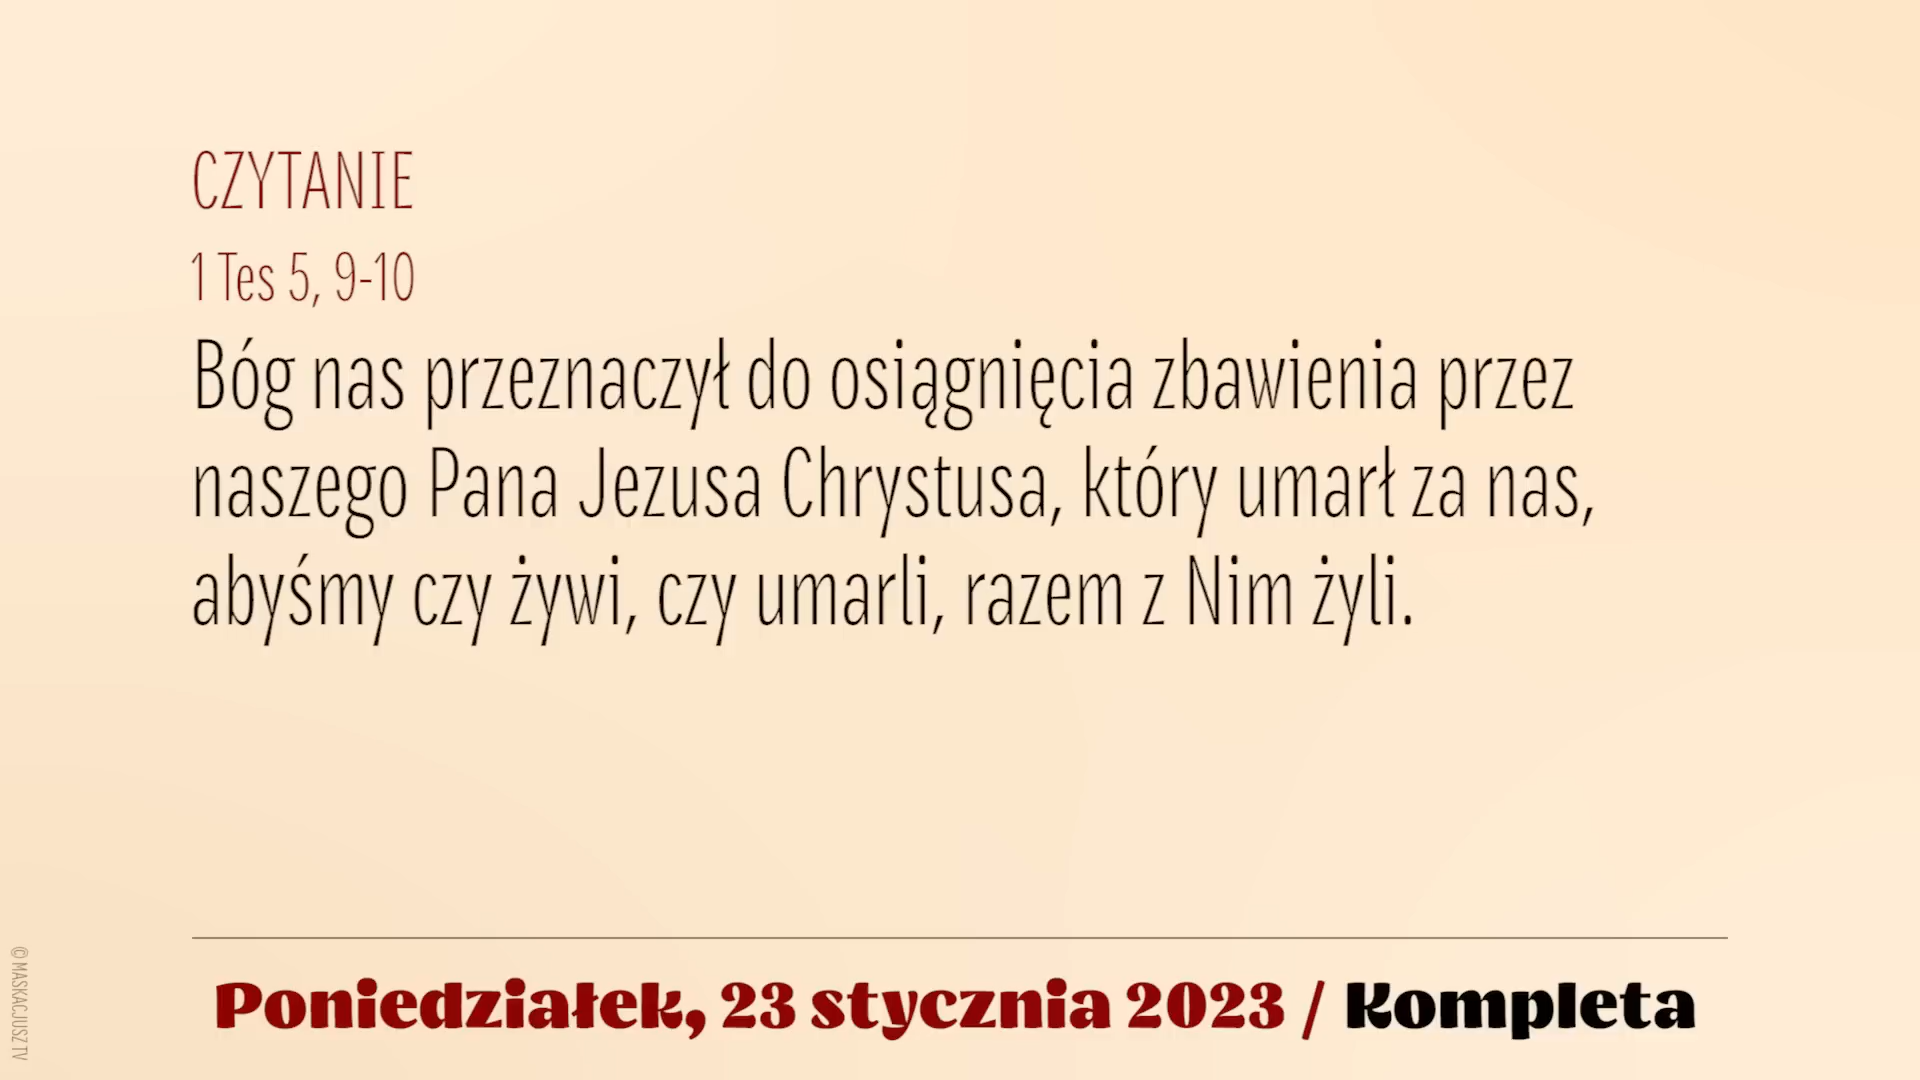 CZYTANIE
1 Tes 5, 9-10
Bóg nas przeznaczył do osiągnięcia zbawienia przez
naszego Pana Jezusa Chrystusa, który umarł za nas,
abyśmy czy żywi, czy umarli, razem z Nim żyli.
Poniedziałek, 23 stycznia 2023 / Kompleta
© MASKACJUSZ TV